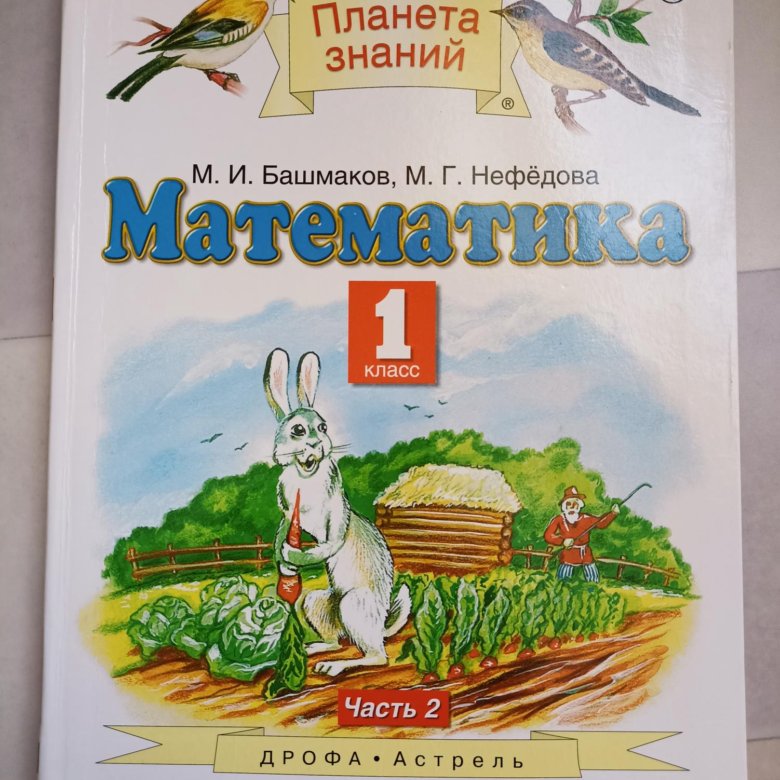 Планета
знаний
®
М. И. Башмаков, М. Г. Нефёдова
Математика
1
класс
Часть 2
ДРОФА • Астрель